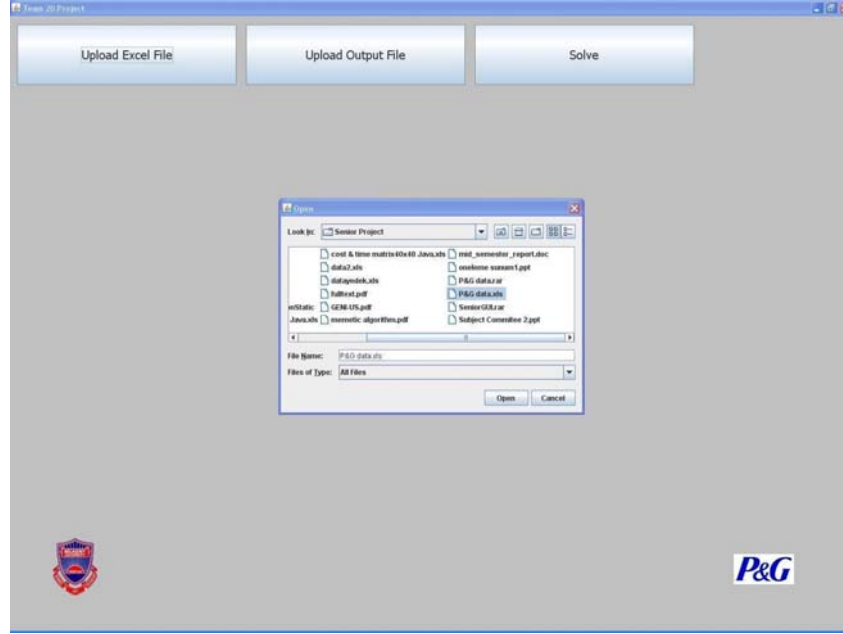 Team 20 Project
Upload Excel File
Upload Output File
Solve
Open
Look In:
Senior Project
cost & time matrix40x40 Java.xls
mid_semester_report.doc
data2.xls
oneleme sunum1.ppt
datayedek.xls
P&G data.rar
fulltext.pdf
P&G data.xls
GENI-US.pdf
SeniorGUI.rar
Java.xls
memetic algorithm.pdf
Subject Commitee 2.ppt
File Name:
P&G data.xls
Files of Type:
All Files
Open
Cancel
P&G